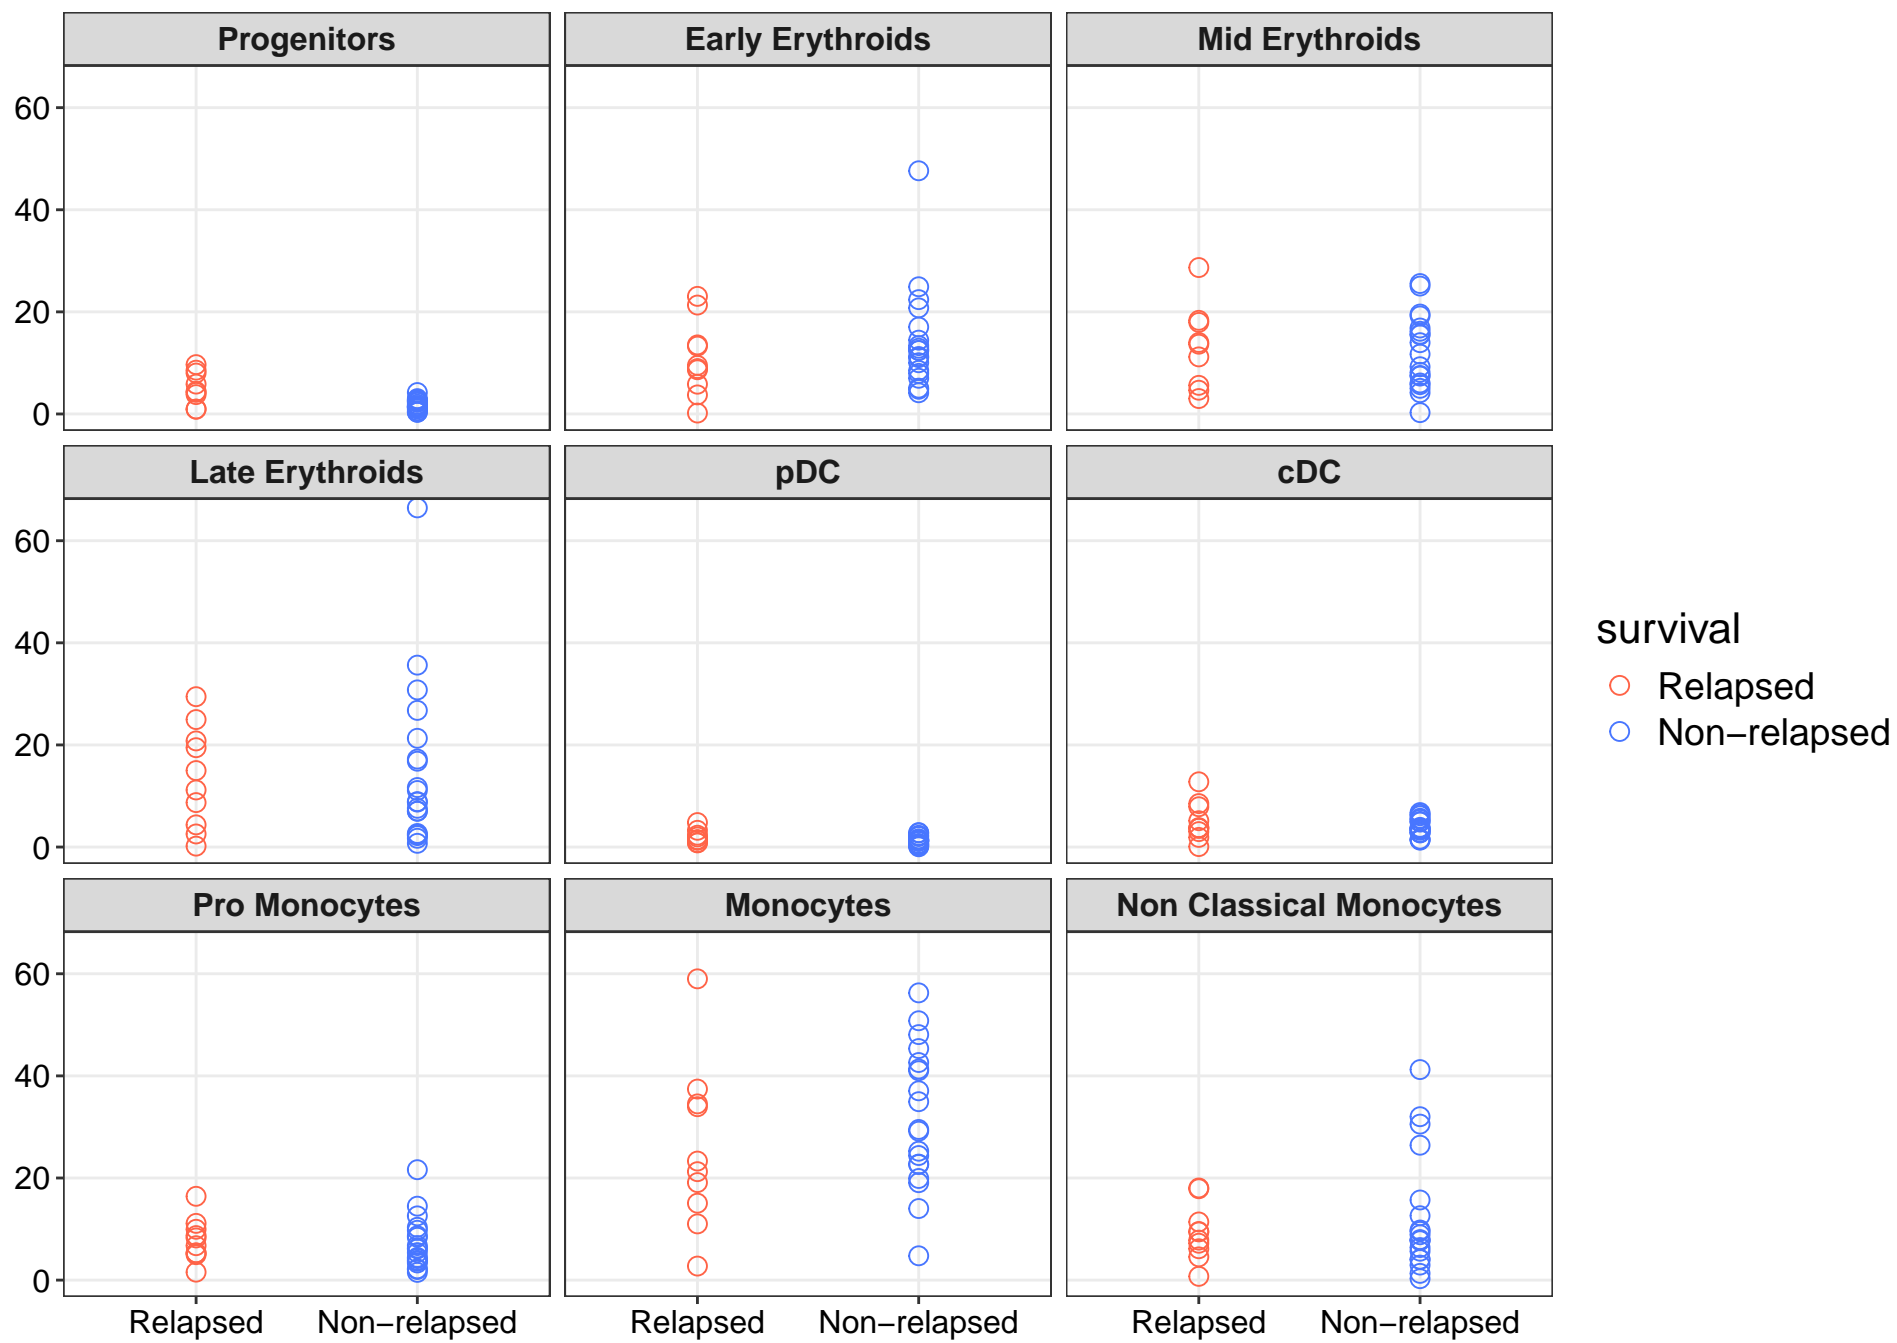 Progenitors
Early Erythroids
Mid Erythroids
60
40
20
0
Late Erythroids
pDC
cDC
60
40
20
0
Pro Monocytes
Monocytes
Non Classical Monocytes
60
40
20
0
Relapsed
Non−relapsed
Relapsed
Non−relapsed
Relapsed
Non−relapsed
survival
Relapsed
Non−relapsed